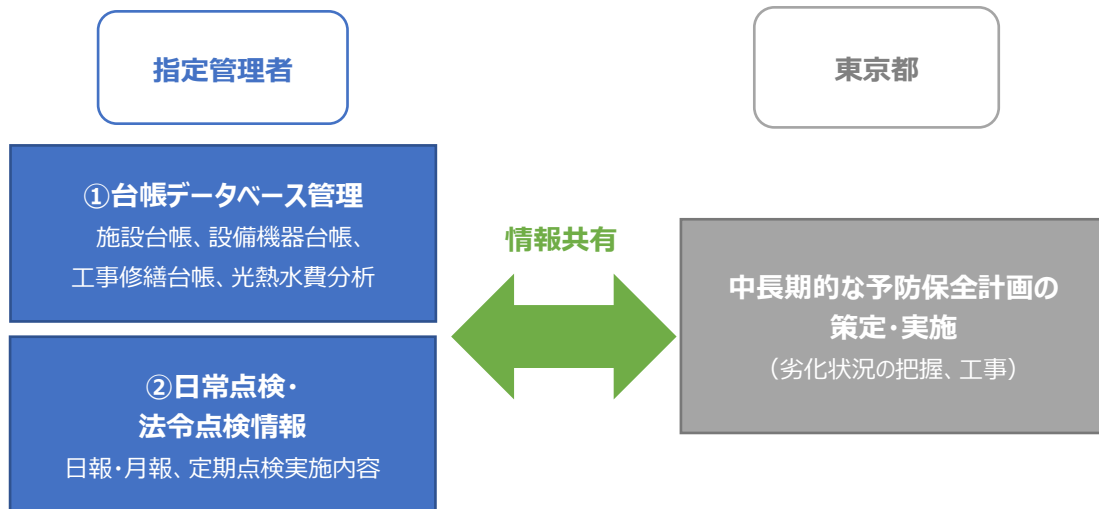 指定管理者
東京都
①台帳データベース管理
施設台帳、設備機器台帳、
工事修繕台帳、光熱水費分析
情報共有
中長期的な予防保全計画の
策定・実施
（劣化状況の把握、工事）
②日常点検・
法令点検情報
日報・月報、定期点検実施内容